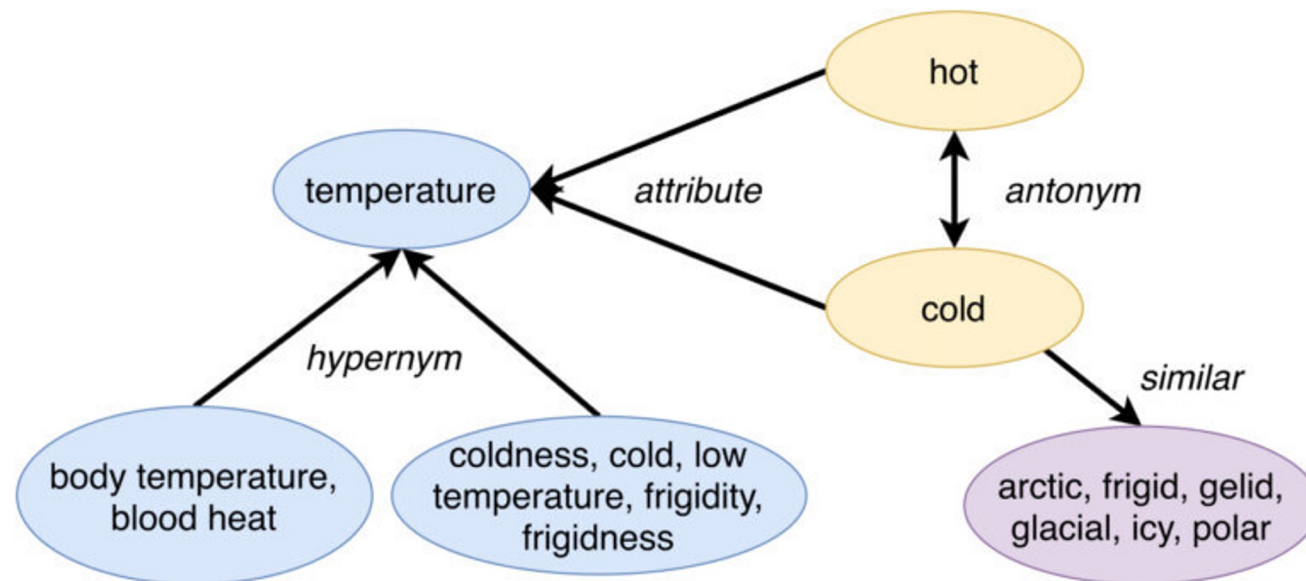 hot
temperature
attribute
antonym
cold
hypernym
similar
body temperature,
blood heat
coldness, cold, low
temperature, frigidity,
frigidness
arctic, frigid, gelid,
glacial, icy, polar